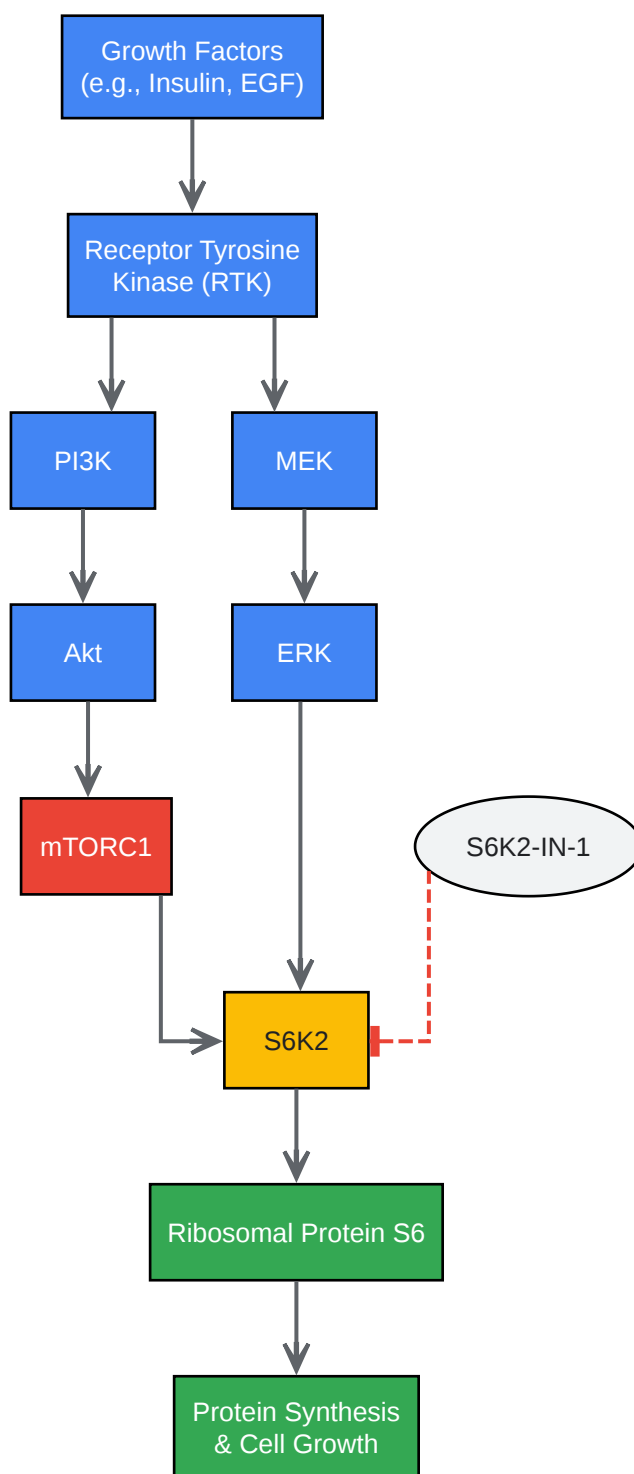 Growth Factors
(e.g., Insulin, EGF)
Receptor Tyrosine
Kinase (RTK)
PI3K
MEK
Akt
ERK
mTORC1
S6K2-IN-1
S6K2
Ribosomal Protein S6
Protein Synthesis
& Cell Growth